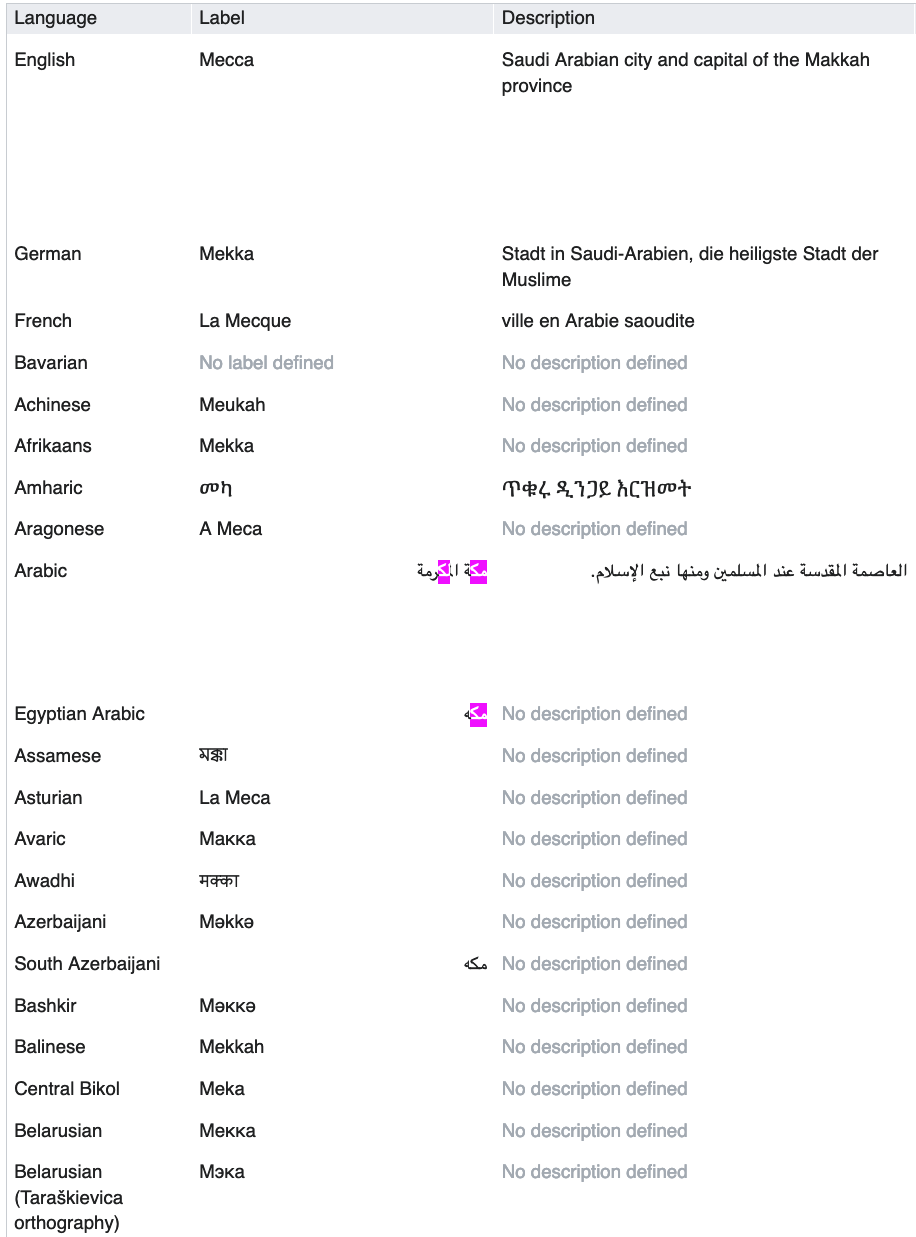 Language Label Description
English Mecca Saudi Arabian city and capital of the Makkah
province
German Mekka Stadt in Saudi-Arabien, die heiligste Stadt der
Muslime
French La Mecque ville en Arabie saoudite
Bavarian No label defined No description defined
Achinese Meukah No description defined
Afrikaans Mekka No description defined
Amharic መካ ጥቁሩ ዲንጋይ እርዝመት
Aragonese A Meca No description defined
Arabic مكة المكرمة العاصمة المقدسة عند المسلمين ومنها نبع الإسلام.
Egyptian Arabic مكه No description defined
Assamese মক্কা No description defined
Asturian La Meca No description defined
Avaric Макка No description defined
Awadhi मक्का No description defined
Azerbaijani Məkkə No description defined
South Azerbaijani مکه No description defined
Bashkir Мәккә No description defined
Balinese Mekkah No description defined
Central Bikol Meka No description defined
Belarusian Мекка No description defined
Belarusian Мэка No description defined
(Taraškievica
orthography)